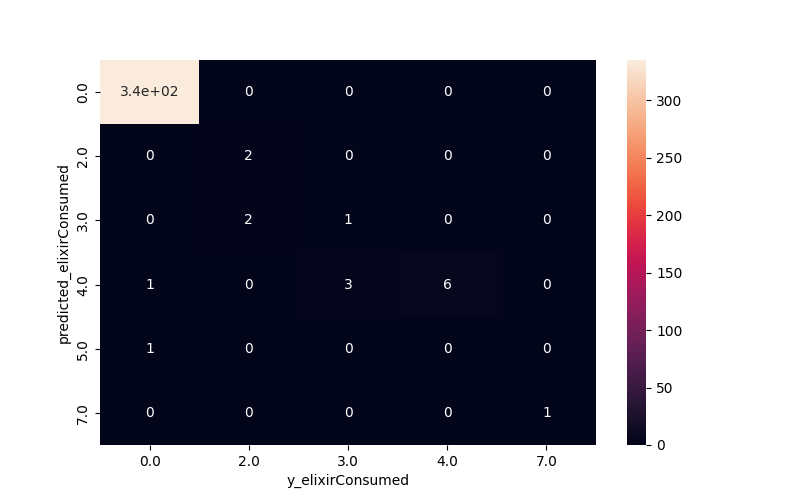 predicted_elixirConsumed
0.0 3.4e+02 0 0 0 0
2.0 0 2 0 0 0
3.0 0 2 1 0 0
4.0 1 0 3 6 0
5.0 1 0 0 0 0
7.0 0 0 0 0 1
0.0 2.0 3.0 4.0 7.0
y_elixirConsumed
300
250
200
150
100
50
0